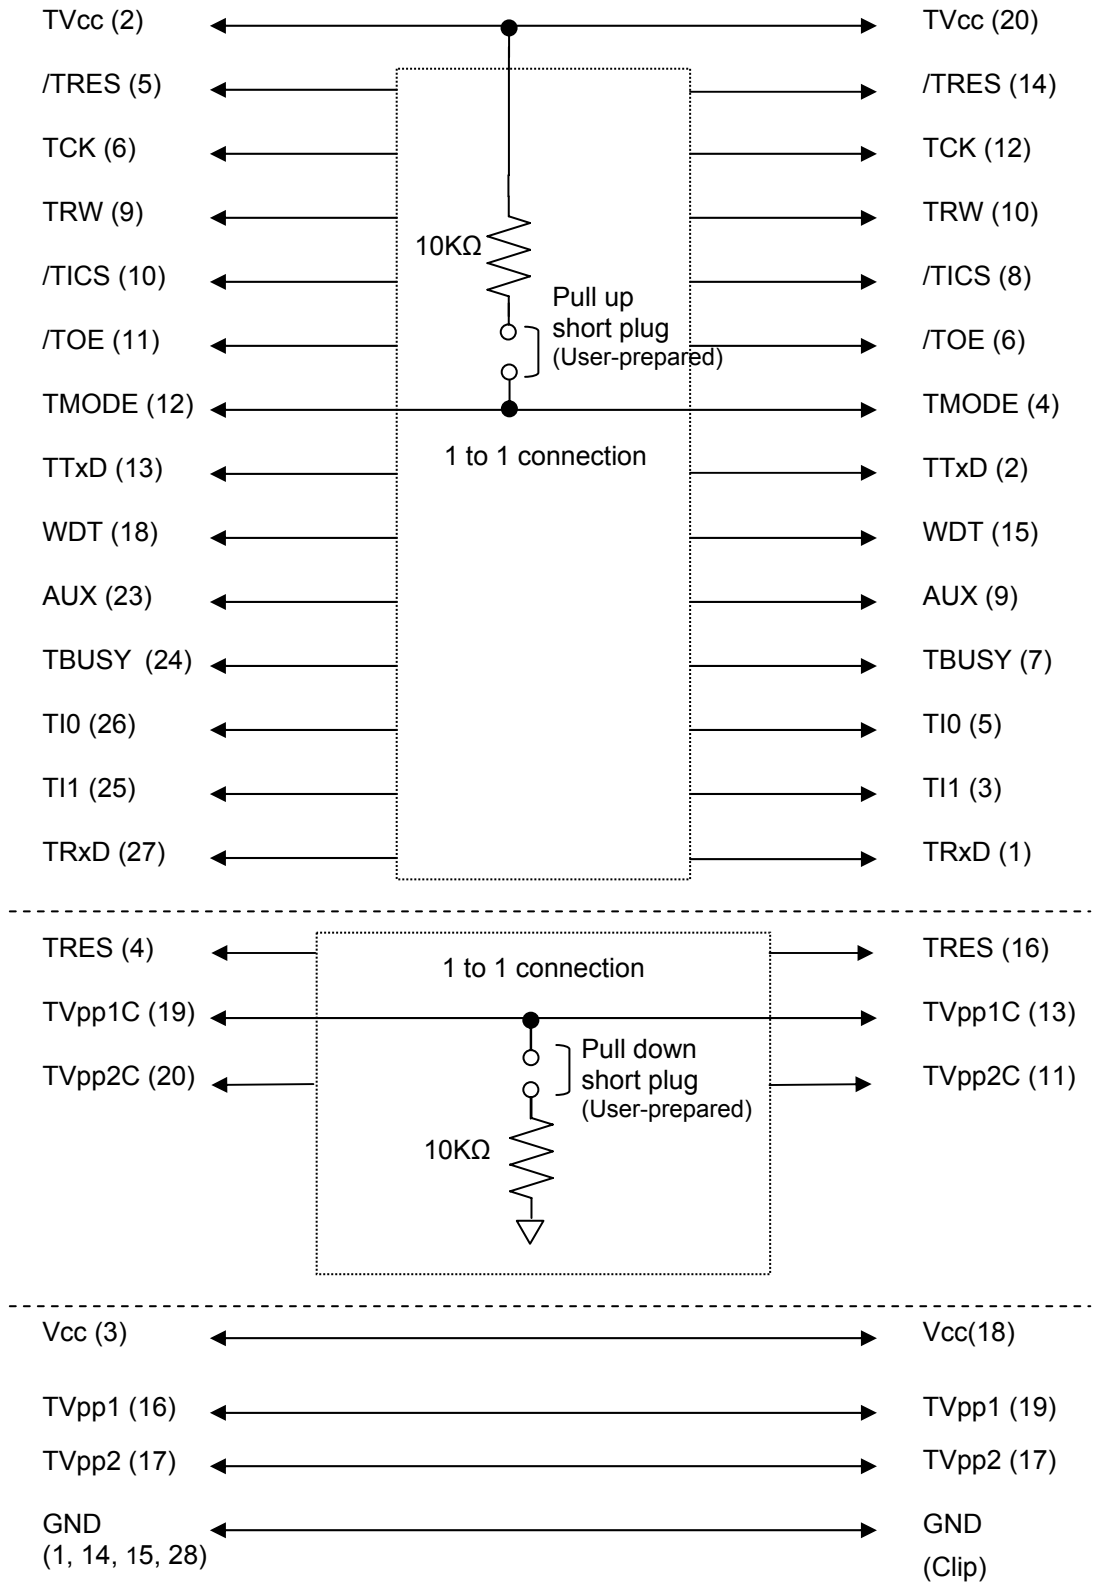 TVcc (2) TVcc (20)
/TRES (5) /TRES (14)
TCK (6) TCK (12)
TRW (9) TRW (10)
10KΩ
/TICS (10) /TICS (8)
Pull up
short plug
(User-prepared)
/TOE (11) /TOE (6)
TMODE (12) TMODE (4)
1 to 1 connection
TTxD (13) TTxD (2)
WDT (18) WDT (15)
AUX (23) AUX (9)
TBUSY (24) TBUSY (7)
TI0 (26) TI0 (5)
TI1 (25) TI1 (3)
TRxD (27) TRxD (1)
TRES (4) TRES (16)
1 to 1 connection
TVpp1C (19) TVpp1C (13)
Pull down
short plug
(User-prepared)
TVpp2C (20) TVpp2C (11)
10KΩ
Vcc (3) Vcc(18)
TVpp1 (16) TVpp1 (19)
TVpp2 (17) TVpp2 (17)
GND GND
(1, 14, 15, 28) (Clip)